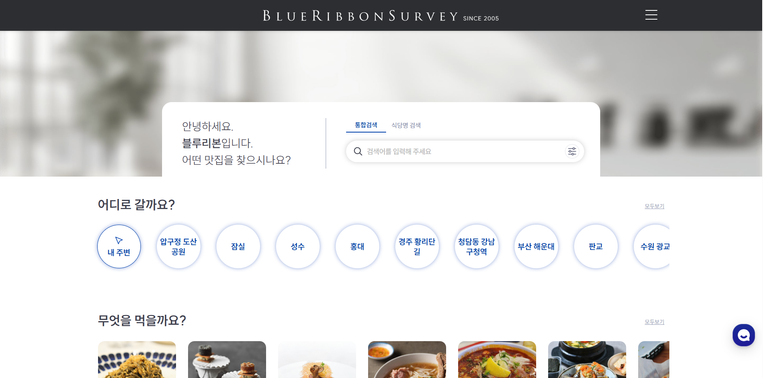 BLUERIBBONSURVEY SINCE 2005
안녕하세요.
블루리본입니다.
어떤 맛집을 찾으시나요?
통합검색 식당명 검색
검색어를 입력해 주세요
어디로 갈까요?
모두보기
내 주변
압구정 도산
공원
잠실
성수
홍대
경주 황리단
길
청담동 강남
구청역
부산 해운대
판교
수원 광교
무엇을 먹을까요?
모두보기